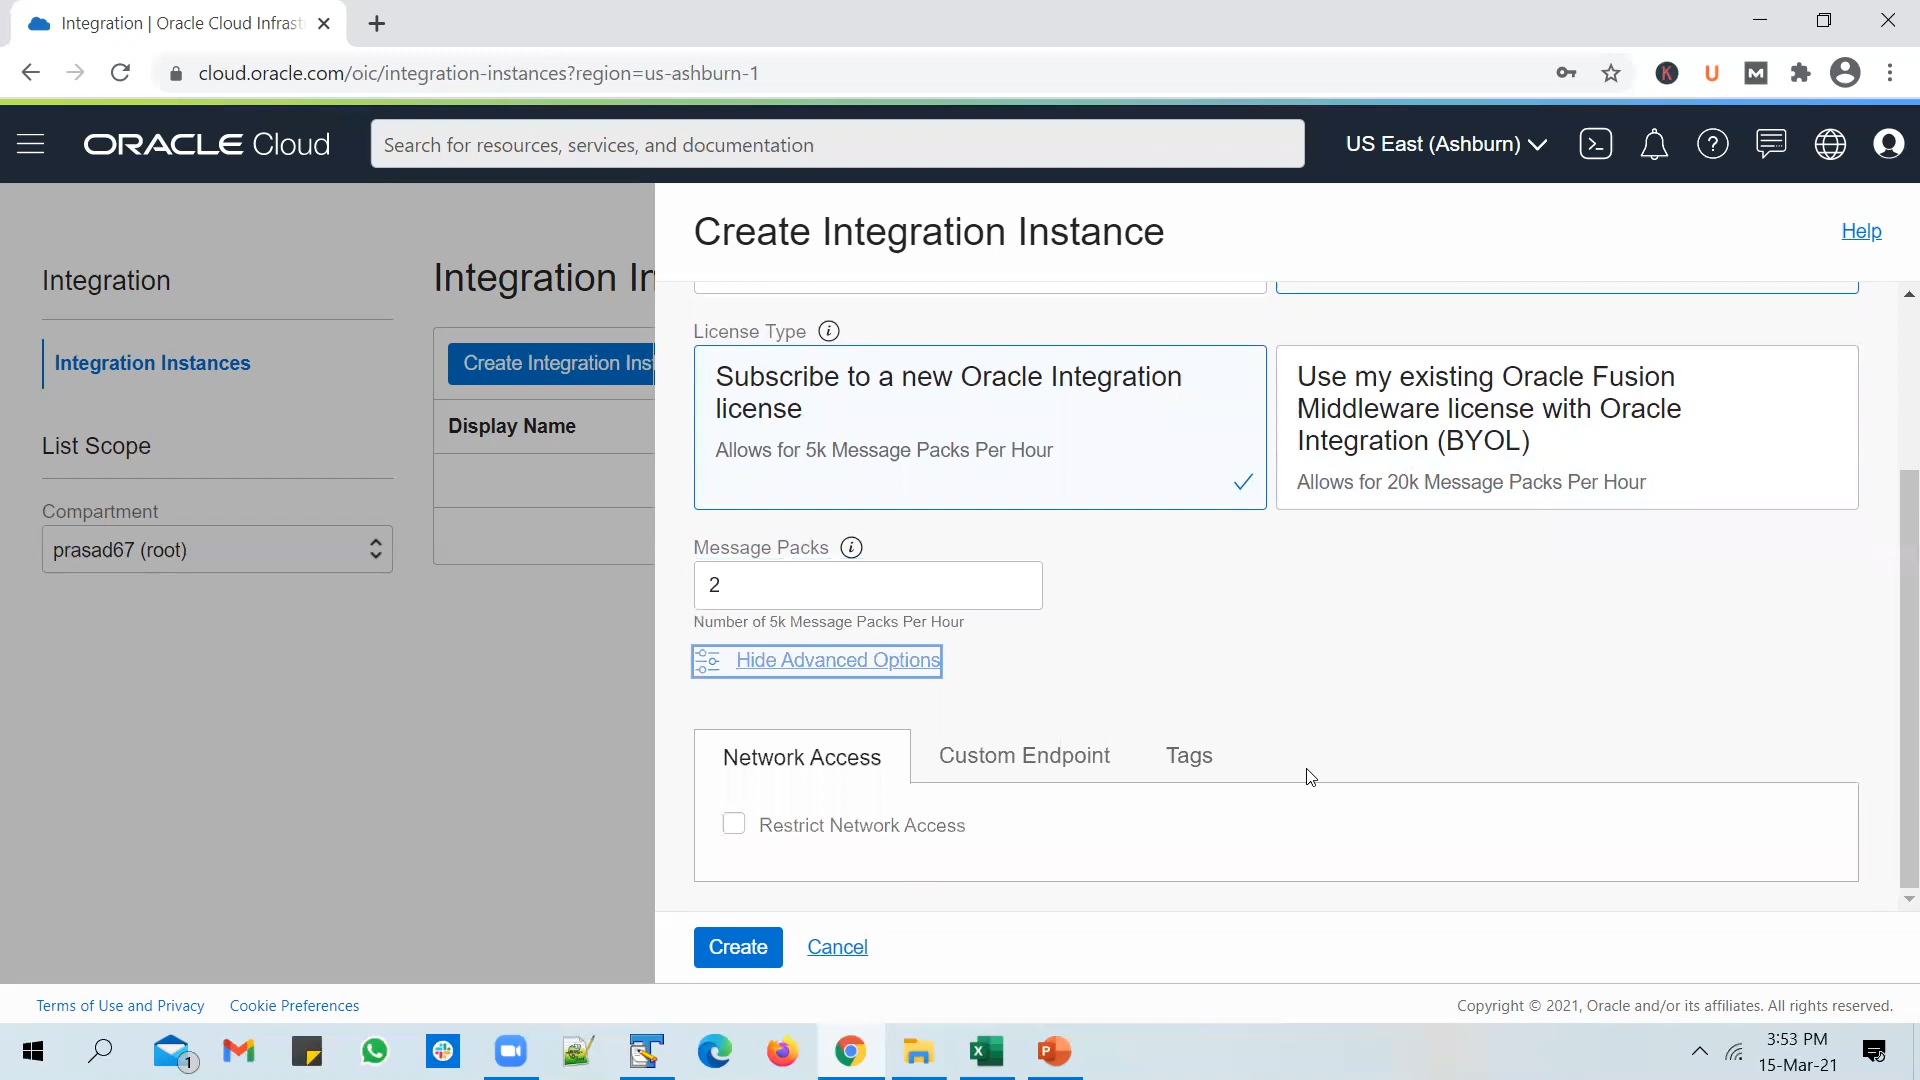 Integration | Oracle Cloud Infrast
cloud.oracle.com/oic/integration-instances?region=us-ashburn-1
K
U
M
ORACLE Cloud
Search for resources, services, and documentation
US East (Ashburn)
Create Integration Instance
Help
Integration
Integration In
Integration Instances
Create Integration Inst
Display Name
List Scope
Compartment
prasad67 (root)
License Type
Subscribe to a new Oracle Integration
license
Allows for 5k Message Packs Per Hour
Use my existing Oracle Fusion
Middleware license with Oracle
Integration (BYOL)
Allows for 20k Message Packs Per Hour
Message Packs
2
Number of 5k Message Packs Per Hour
Hide Advanced Options
Network Access
Custom Endpoint
Tags
Restrict Network Access
Create
Cancel
Terms of Use and Privacy
Cookie Preferences
Copyright © 2021, Oracle and/or its affiliates. All rights reserved.
1
3:53 PM
15-Mar-21